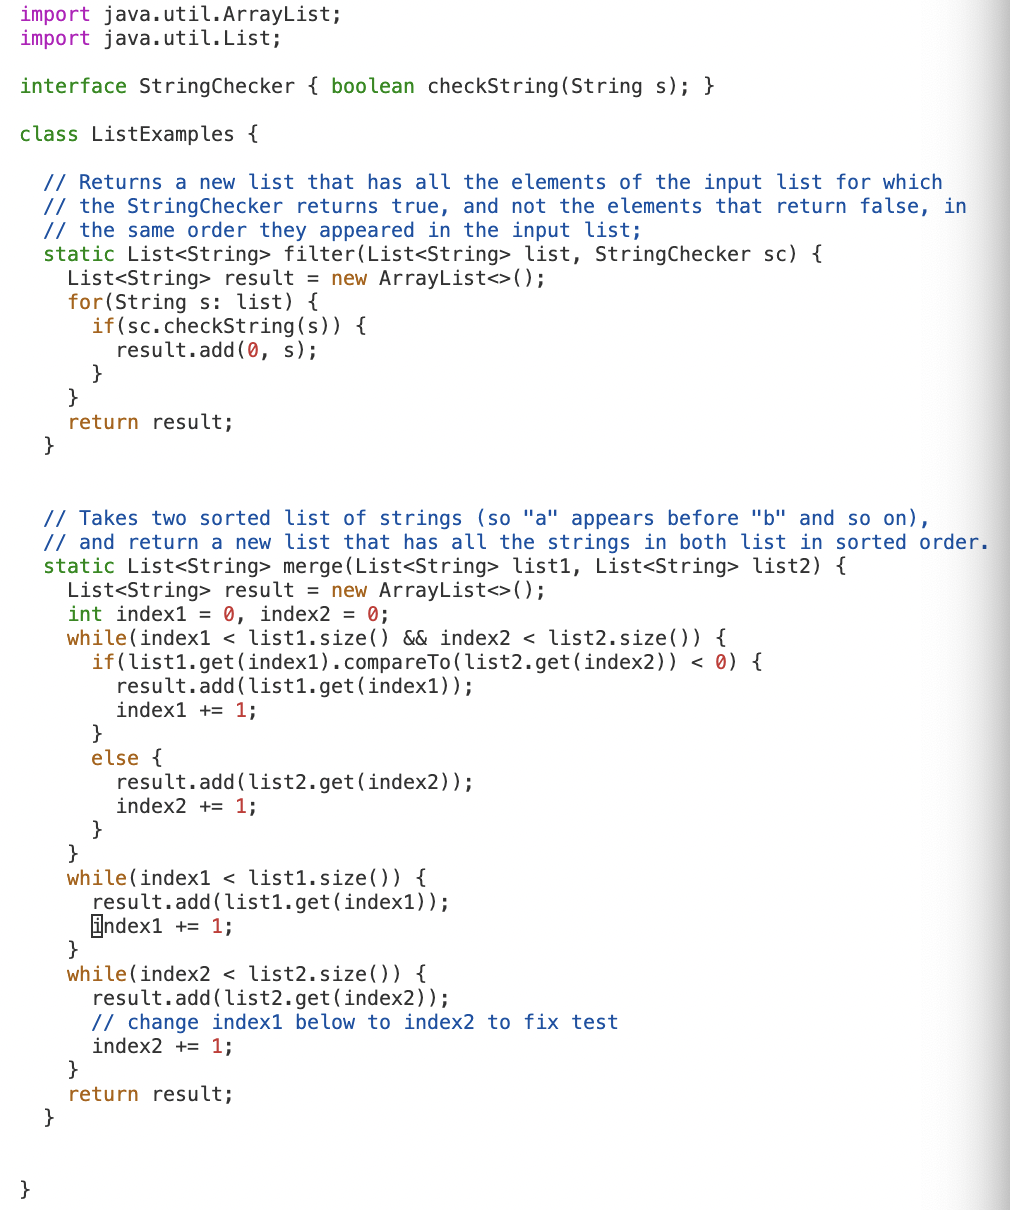 import java.util.ArrayList;
import java.util.List;

interface StringChecker { boolean checkString(String s); }

class ListExamples {

  // Returns a new list that has all the elements of the input list for which
  // the StringChecker returns true, and not the elements that return false, in
  // the same order they appeared in the input list;
  static List<String> filter(List<String> list, StringChecker sc) {
    List<String> result = new ArrayList<>();
    for(String s: list) {
      if(sc.checkString(s)) {
        result.add(0, s);
      }
    }
    return result;
  }


  // Takes two sorted list of strings (so "a" appears before "b" and so on),
  // and return a new list that has all the strings in both list in sorted order.
  static List<String> merge(List<String> list1, List<String> list2) {
    List<String> result = new ArrayList<>();
    int index1 = 0, index2 = 0;
    while(index1 < list1.size() && index2 < list2.size()) {
      if(list1.get(index1).compareTo(list2.get(index2)) < 0) {
        result.add(list1.get(index1));
        index1 += 1;
      }
      else {
        result.add(list2.get(index2));
        index2 += 1;
      }
    }
    while(index1 < list1.size()) {
      result.add(list1.get(index1));
      index1 += 1;
    }
    while(index2 < list2.size()) {
      result.add(list2.get(index2));
      // change index1 below to index2 to fix test
      index2 += 1;
    }
    return result;
  }


}